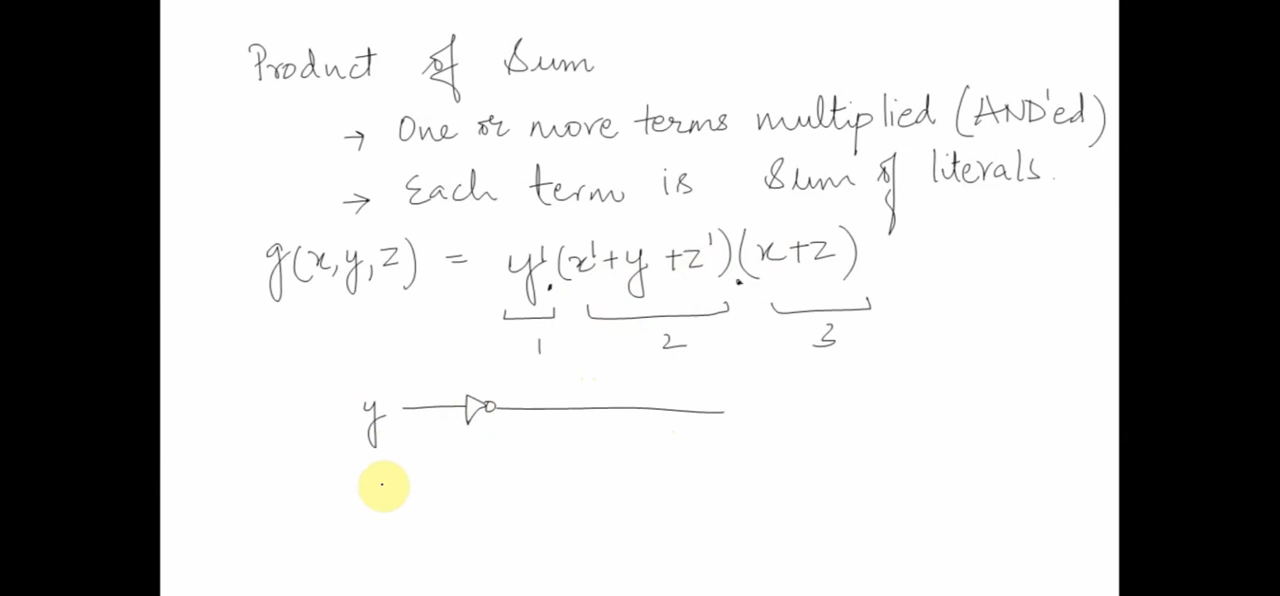 Product of Sum
→ One or more terms multiplied (AND'ed)
→ Each term is Sum of literals.
g(x,y,z) = y'.(x'+y+z').(x+z)
1 2 3
y